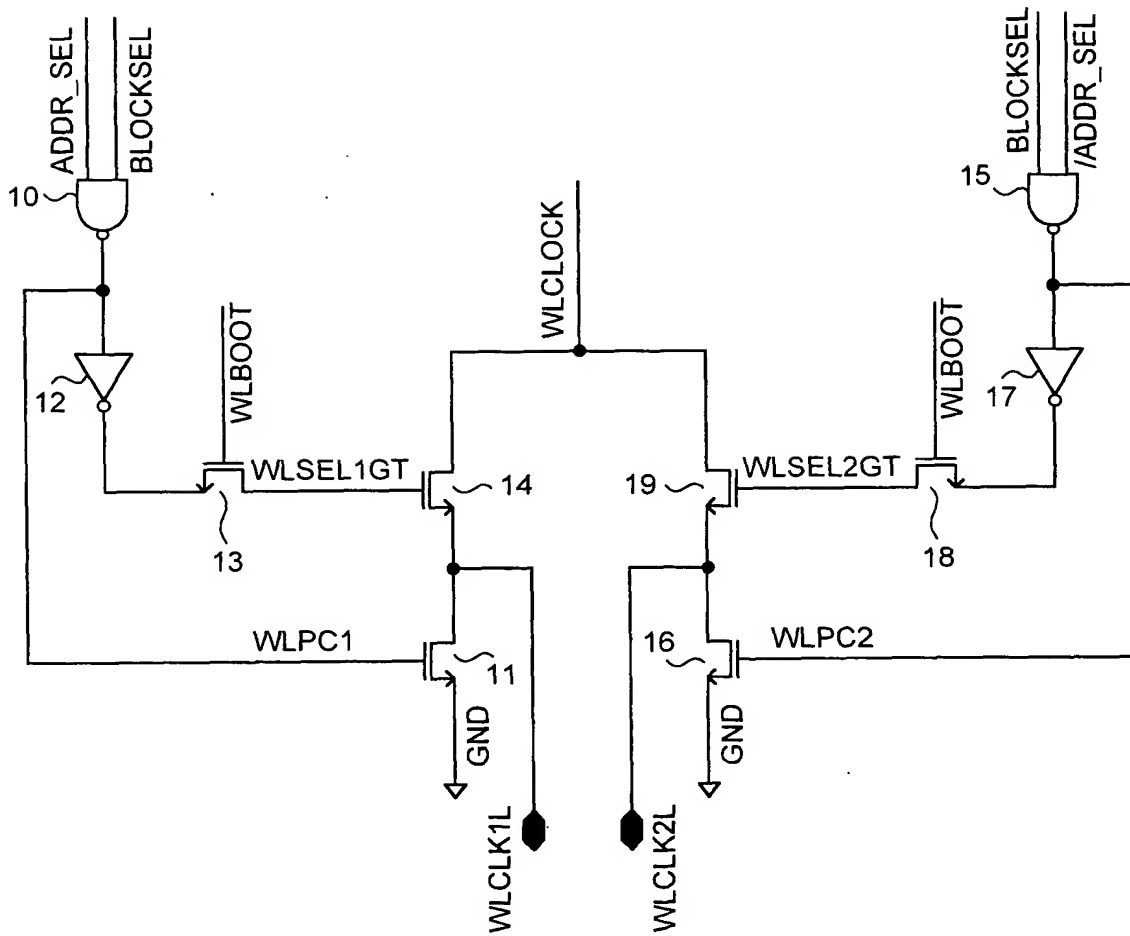 ADDR_SEL
BLOCKSEL
10
BLOCKSEL
/ADDR_SEL
15
WLCLOCK
WLBOOT
WLBOOT
12
17
WLSEL1GT
14
19
WLSEL2GT
13
18
WLPC1
11
16
WLPC2
GND
GND
WLCLK1L
WLCLK2L